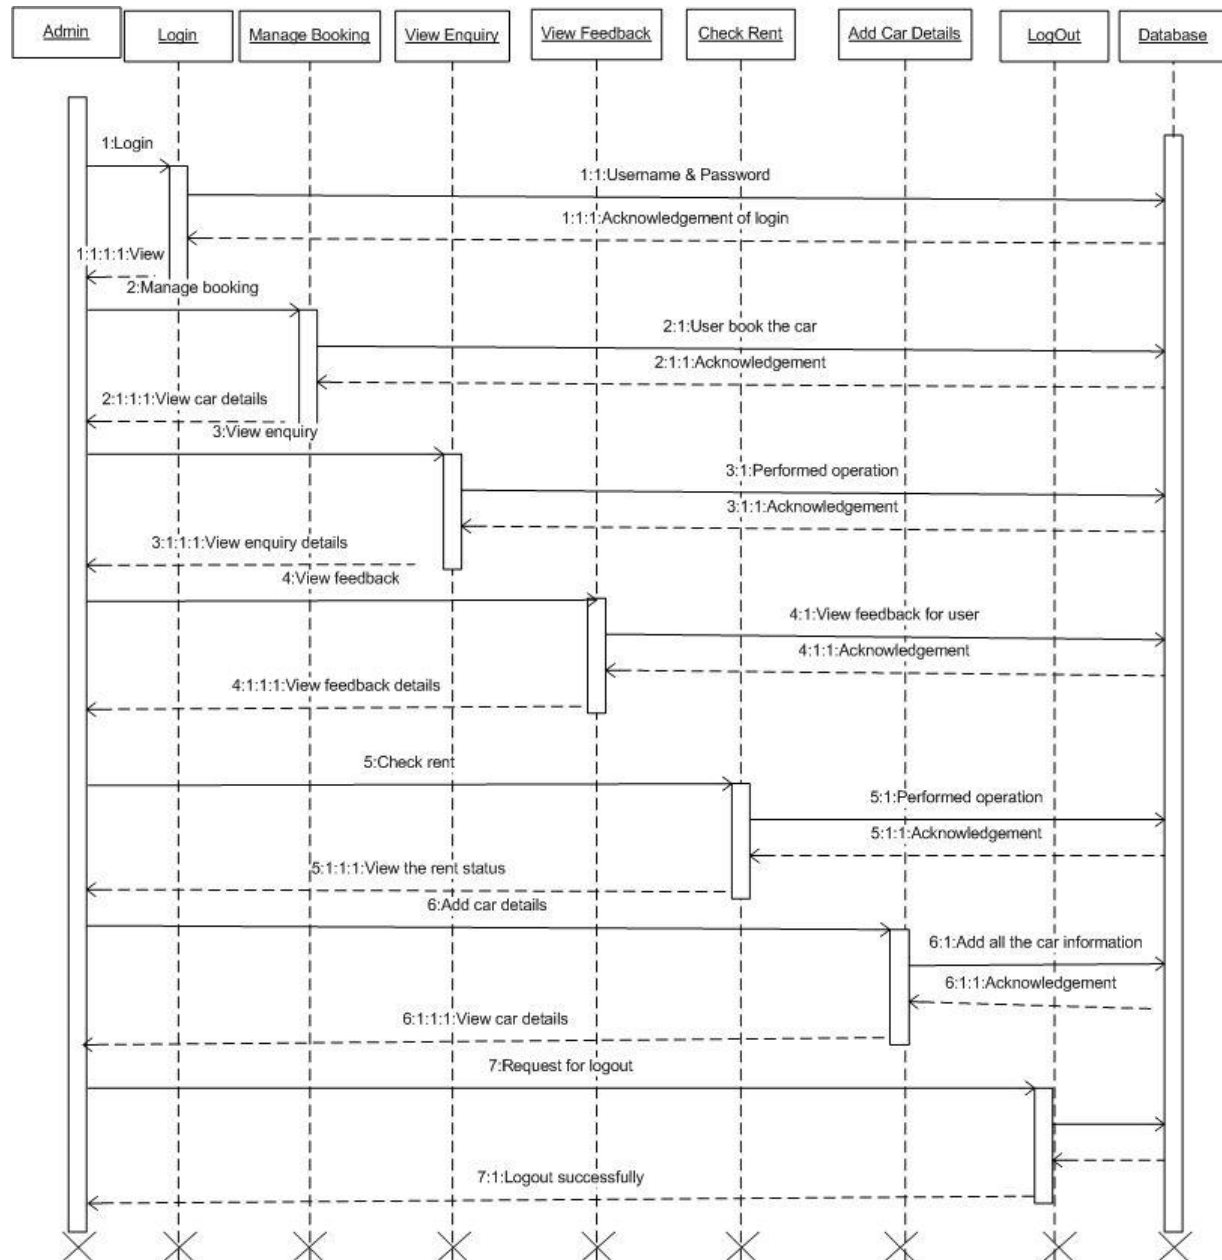 Admin
Login
Manage Booking
View Enquiry
View Feedback
Check Rent
Add Car Details
LogOut
Database
1:Login
1:1:Username & Password
1:1:1:Acknowledgement of login
1:1:1:1:View
2:Manage booking
2:1:User book the car
2:1:1:Acknowledgement
2:1:1:1:View car details
3:View enquiry
3:1:Performed operation
3:1:1:Acknowledgement
3:1:1:1:View enquiry details
4:View feedback
4:1:View feedback for user
4:1:1:Acknowledgement
4:1:1:1:View feedback details
5:Check rent
5:1:Performed operation
5:1:1:Acknowledgement
5:1:1:1:View the rent status
6:Add car details
6:1:Add all the car information
6:1:1:Acknowledgement
6:1:1:1:View car details
7:Request for logout
7:1:Logout successfully